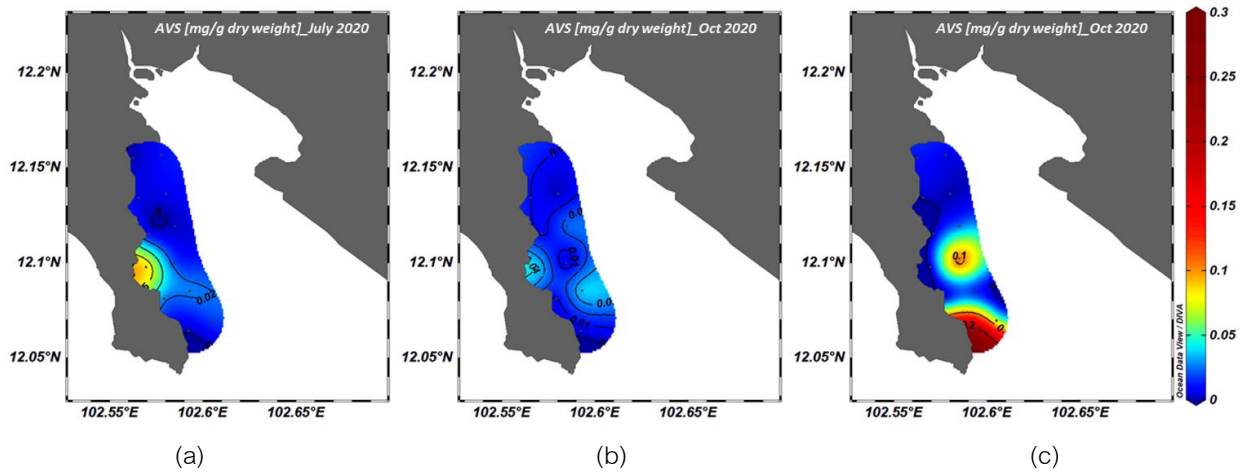 AVS [mg/g dry weight]_July 2020
AVS [mg/g dry weight]_Oct 2020
AVS [mg/g dry weight]_Oct 2020
12.2°N
12.15°N
12.1°N
12.05°N
102.55°E 102.6°E 102.65°E
0
0.02
12.2°N
12.15°N
12.1°N
12.05°N
102.55°E 102.6°E 102.65°E
0.01
0.01
12.2°N
12.15°N
12.1°N
12.05°N
102.55°E 102.6°E 102.65°E
0.1
0.3
0.25
0.2
0.15
0.1
0.05
0
Ocean Data View / DIVA
(a)
(b)
(c)